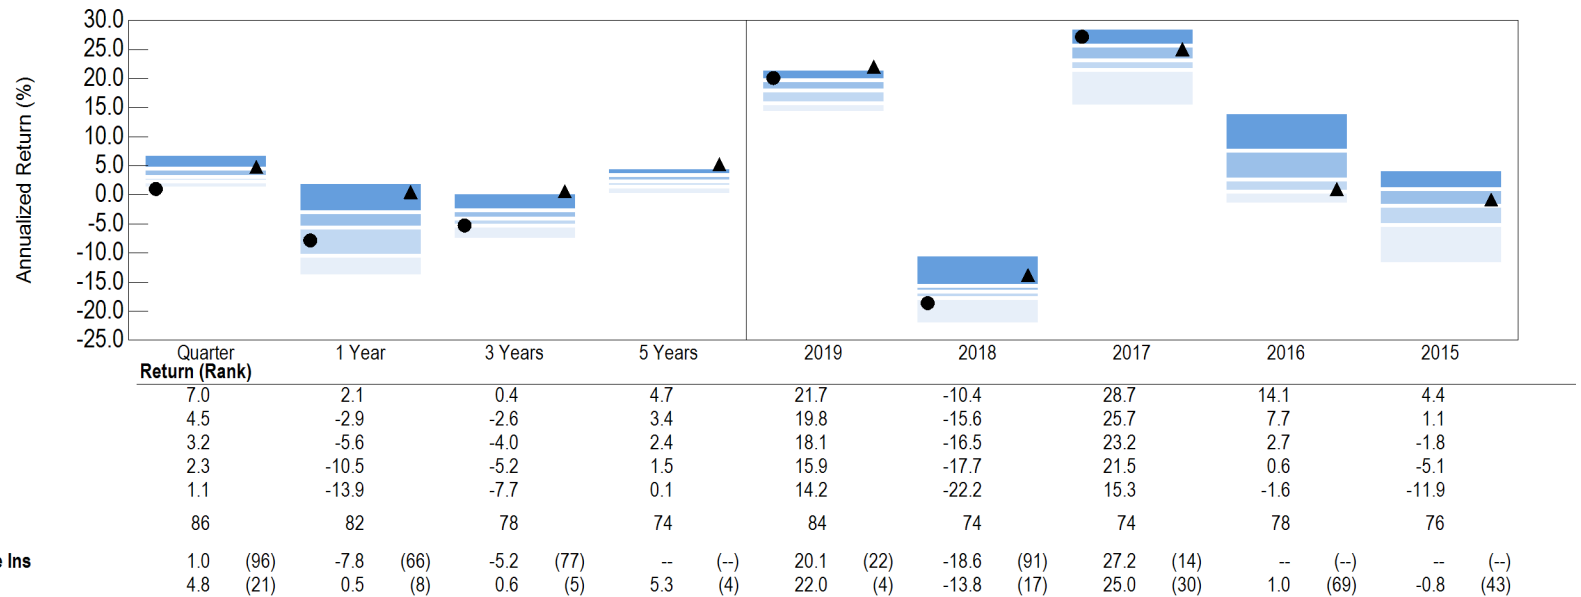 Annualized Return (%)
30.0
25.0
20.0
15.0
10.0
5.0
0.0
-5.0
-10.0
-15.0
-20.0
-25.0
Quarter 1 Year 3 Years 5 Years 2019 2018 2017 2016 2015
Return (Rank)
7.0 2.1 0.4 4.7 21.7 -10.4 28.7 14.1 4.4
4.5 -2.9 -2.6 3.4 19.8 -15.6 25.7 7.7 1.1
3.2 -5.6 -4.0 2.4 18.1 -16.5 23.2 2.7 -1.8
2.3 -10.5 -5.2 1.5 15.9 -17.7 21.5 0.6 -5.1
1.1 -13.9 -7.7 0.1 14.2 -22.2 15.3 -1.6 -11.9
86 82 78 74 84 74 74 78 76
e Ins 1.0 (96) -7.8 (66) -5.2 (77) -- (--) 20.1 (22) -18.6 (91) 27.2 (14) -- (--) -- (--)
4.8 (21) 0.5 (8) 0.6 (5) 5.3 (4) 22.0 (4) -13.8 (17) 25.0 (30) 1.0 (69) -0.8 (43)